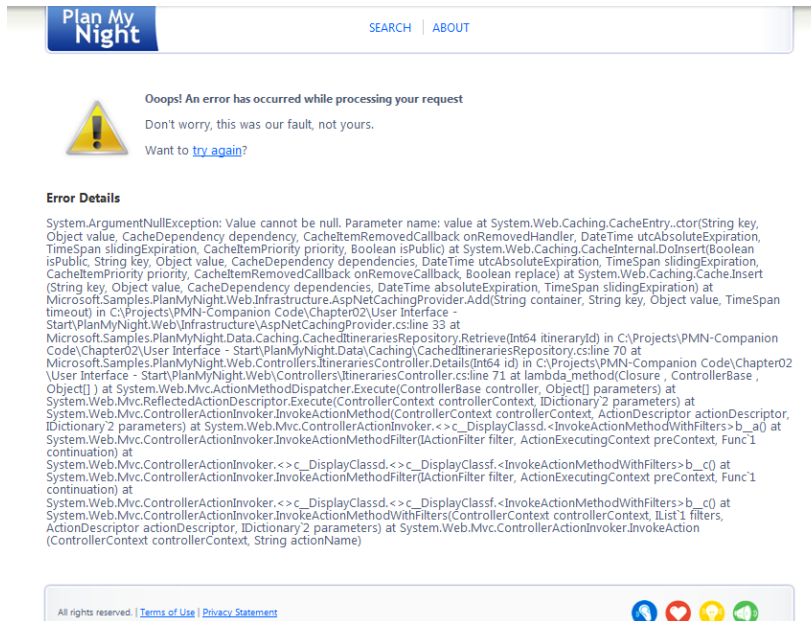 Plan My
Night
SEARCH | ABOUT
Ooops! An error has occurred while processing your request
Don't worry, this was our fault, not yours.
Want to try again?
Error Details
System.ArgumentNullException: Value cannot be null. Parameter name: value at System.Web.Caching.CacheEntry..ctor(String key,
Object value, CacheDependency dependency, CacheItemRemovedCallback onRemovedHandler, DateTime utcAbsoluteExpiration,
TimeSpan slidingExpiration, CacheItemPriority priority, Boolean isPublic) at System.Web.Caching.CacheInternal.DoInsert(Boolean
isPublic, String key, Object value, CacheDependency dependencies, DateTime utcAbsoluteExpiration, TimeSpan slidingExpiration,
CacheItemPriority priority, CacheItemRemovedCallback onRemoveCallback, Boolean replace) at System.Web.Caching.Cache.Insert
(String key, Object value, CacheDependency dependencies, DateTime absoluteExpiration, TimeSpan slidingExpiration) at
Microsoft.Samples.PlanMyNight.Web.Infrastructure.AspNetCachingProvider.Add(String container, String key, Object value, TimeSpan
timeout) in C:\Projects\PMN-Companion Code\Chapter02\User Interface -
Start\PlanMyNight.Web\Infrastructure\AspNetCachingProvider.cs:line 33 at
Microsoft.Samples.PlanMyNight.Data.Caching.CachedItinerariesRepository.Retrieve(Int64 itineraryId) in C:\Projects\PMN-Companion
Code\Chapter02\User Interface - Start\PlanMyNight.Data\Caching\CachedItinerariesRepository.cs:line 70 at
Microsoft.Samples.PlanMyNight.Web.Controllers.ItinerariesController.Details(Int64 id) in C:\Projects\PMN-Companion Code\Chapter02
\User Interface - Start\PlanMyNight.Web\Controllers\ItinerariesController.cs:line 71 at lambda_method(Closure , ControllerBase ,
Object[] ) at System.Web.Mvc.ActionMethodDispatcher.Execute(ControllerBase controller, Object[] parameters) at
System.Web.Mvc.ReflectedActionDescriptor.Execute(ControllerContext controllerContext, IDictionary`2 parameters) at
System.Web.Mvc.ControllerActionInvoker.InvokeActionMethod(ControllerContext controllerContext, ActionDescriptor actionDescriptor,
IDictionary`2 parameters) at System.Web.Mvc.ControllerActionInvoker.<>c__DisplayClassd.<InvokeActionMethodWithFilters>b__a() at
System.Web.Mvc.ControllerActionInvoker.InvokeActionMethodFilter(IActionFilter filter, ActionExecutingContext preContext, Func`1
continuation) at
System.Web.Mvc.ControllerActionInvoker.<>c__DisplayClassd.<>c__DisplayClassf.<InvokeActionMethodWithFilters>b__c() at
System.Web.Mvc.ControllerActionInvoker.InvokeActionMethodFilter(IActionFilter filter, ActionExecutingContext preContext, Func`1
continuation) at
System.Web.Mvc.ControllerActionInvoker.<>c__DisplayClassd.<>c__DisplayClassf.<InvokeActionMethodWithFilters>b__c() at
System.Web.Mvc.ControllerActionInvoker.InvokeActionMethodWithFilters(ControllerContext controllerContext, IList`1 filters,
ActionDescriptor actionDescriptor, IDictionary`2 parameters) at System.Web.Mvc.ControllerActionInvoker.InvokeAction
(ControllerContext controllerContext, String actionName)
All rights reserved. | Terms of Use | Privacy Statement